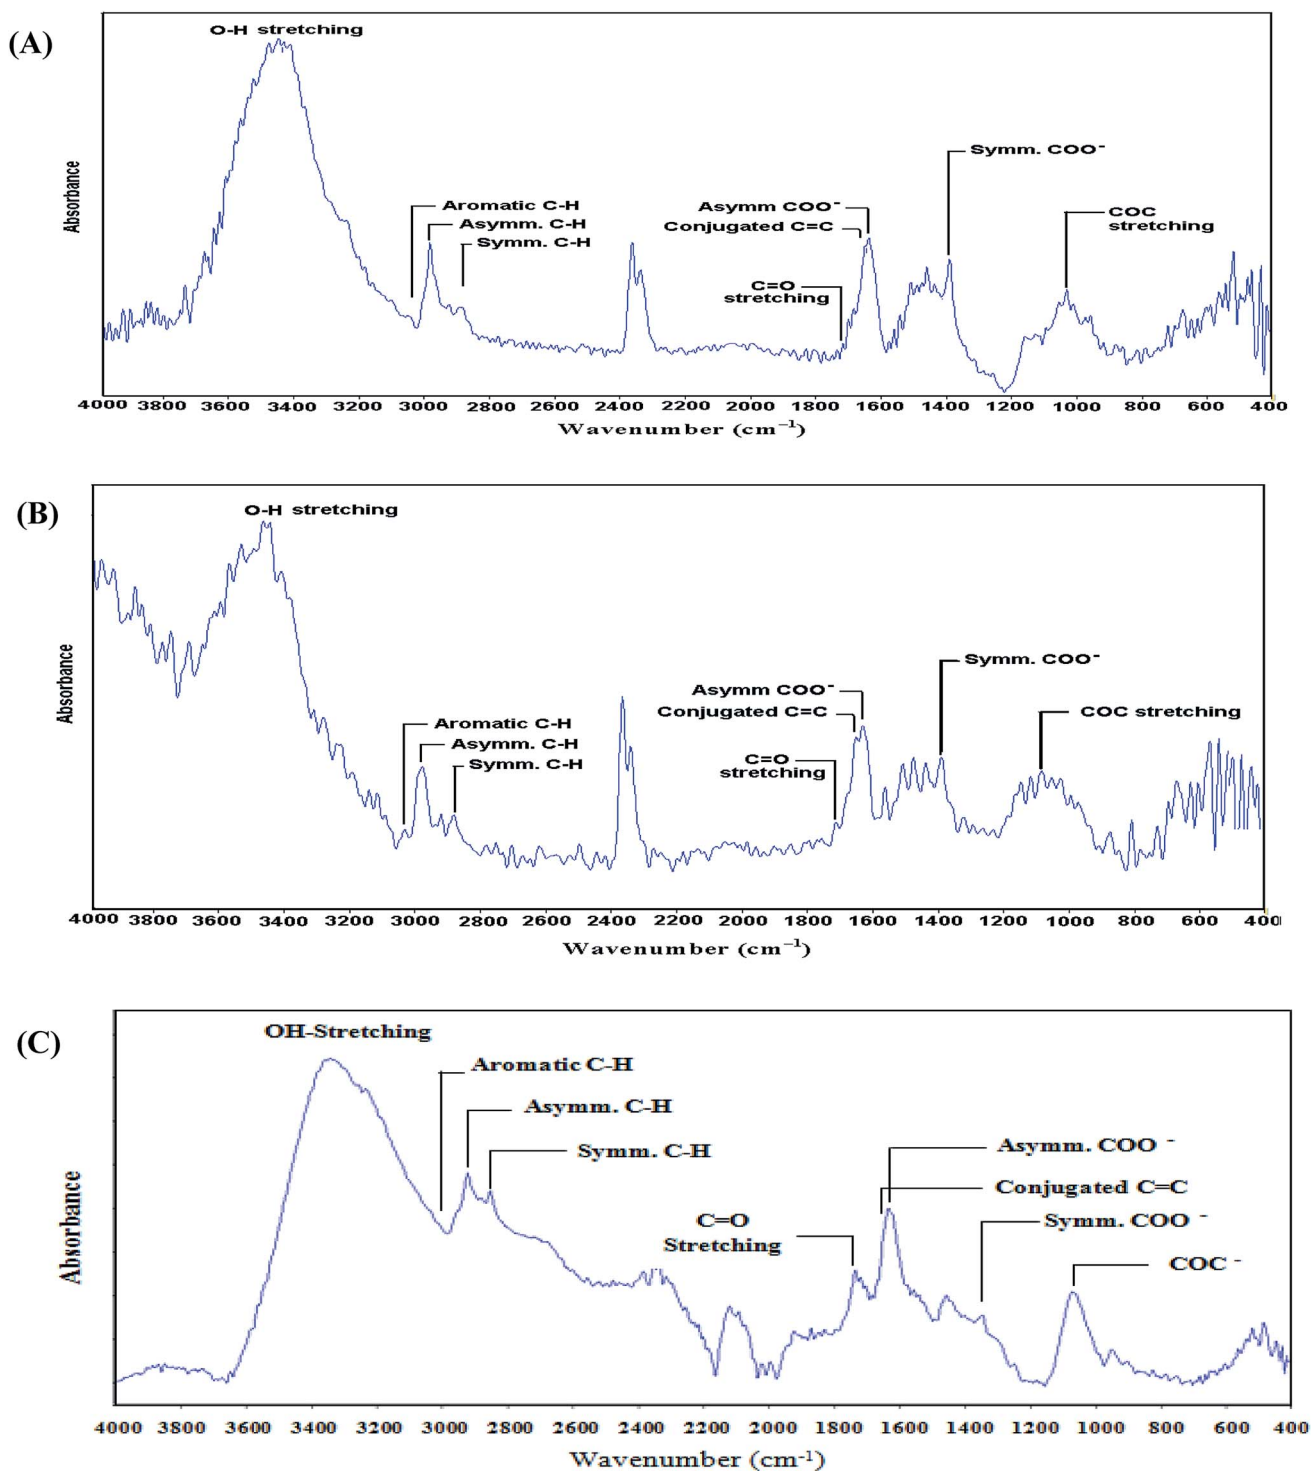 (A)
O-H stretching
Absorbance
Aromatic C-H
Asymm. C-H
Symm. C-H
Asymm COO⁻
Conjugated C=C
C=O
stretching
Symm. COO⁻
COC
stretching
4000 3800 3600 3400 3200 3000 2800 2600 2400 2200 2000 1800 1600 1400 1200 1000 800 600 400
Wavenumber (cm⁻¹)
(B)
O-H stretching
Absorbance
Aromatic C-H
Asymm. C-H
Symm. C-H
Asymm COO⁻
Conjugated C=C
C=O
stretching
Symm. COO⁻
COC stretching
4000 3800 3600 3400 3200 3000 2800 2600 2400 2200 2000 1800 1600 1400 1200 1000 800 600 400
Wavenumber (cm⁻¹)
(C)
OH-Stretching
Absorbance
Aromatic C-H
Asymm. C-H
Symm. C-H
C=O
Stretching
Asymm. COO ⁻
Conjugated C=C
Symm. COO ⁻
COC ⁻
4000 3800 3600 3400 3200 3000 2800 2600 2400 2200 2000 1800 1600 1400 1200 1000 800 600 400
Wavenumber (cm⁻¹)